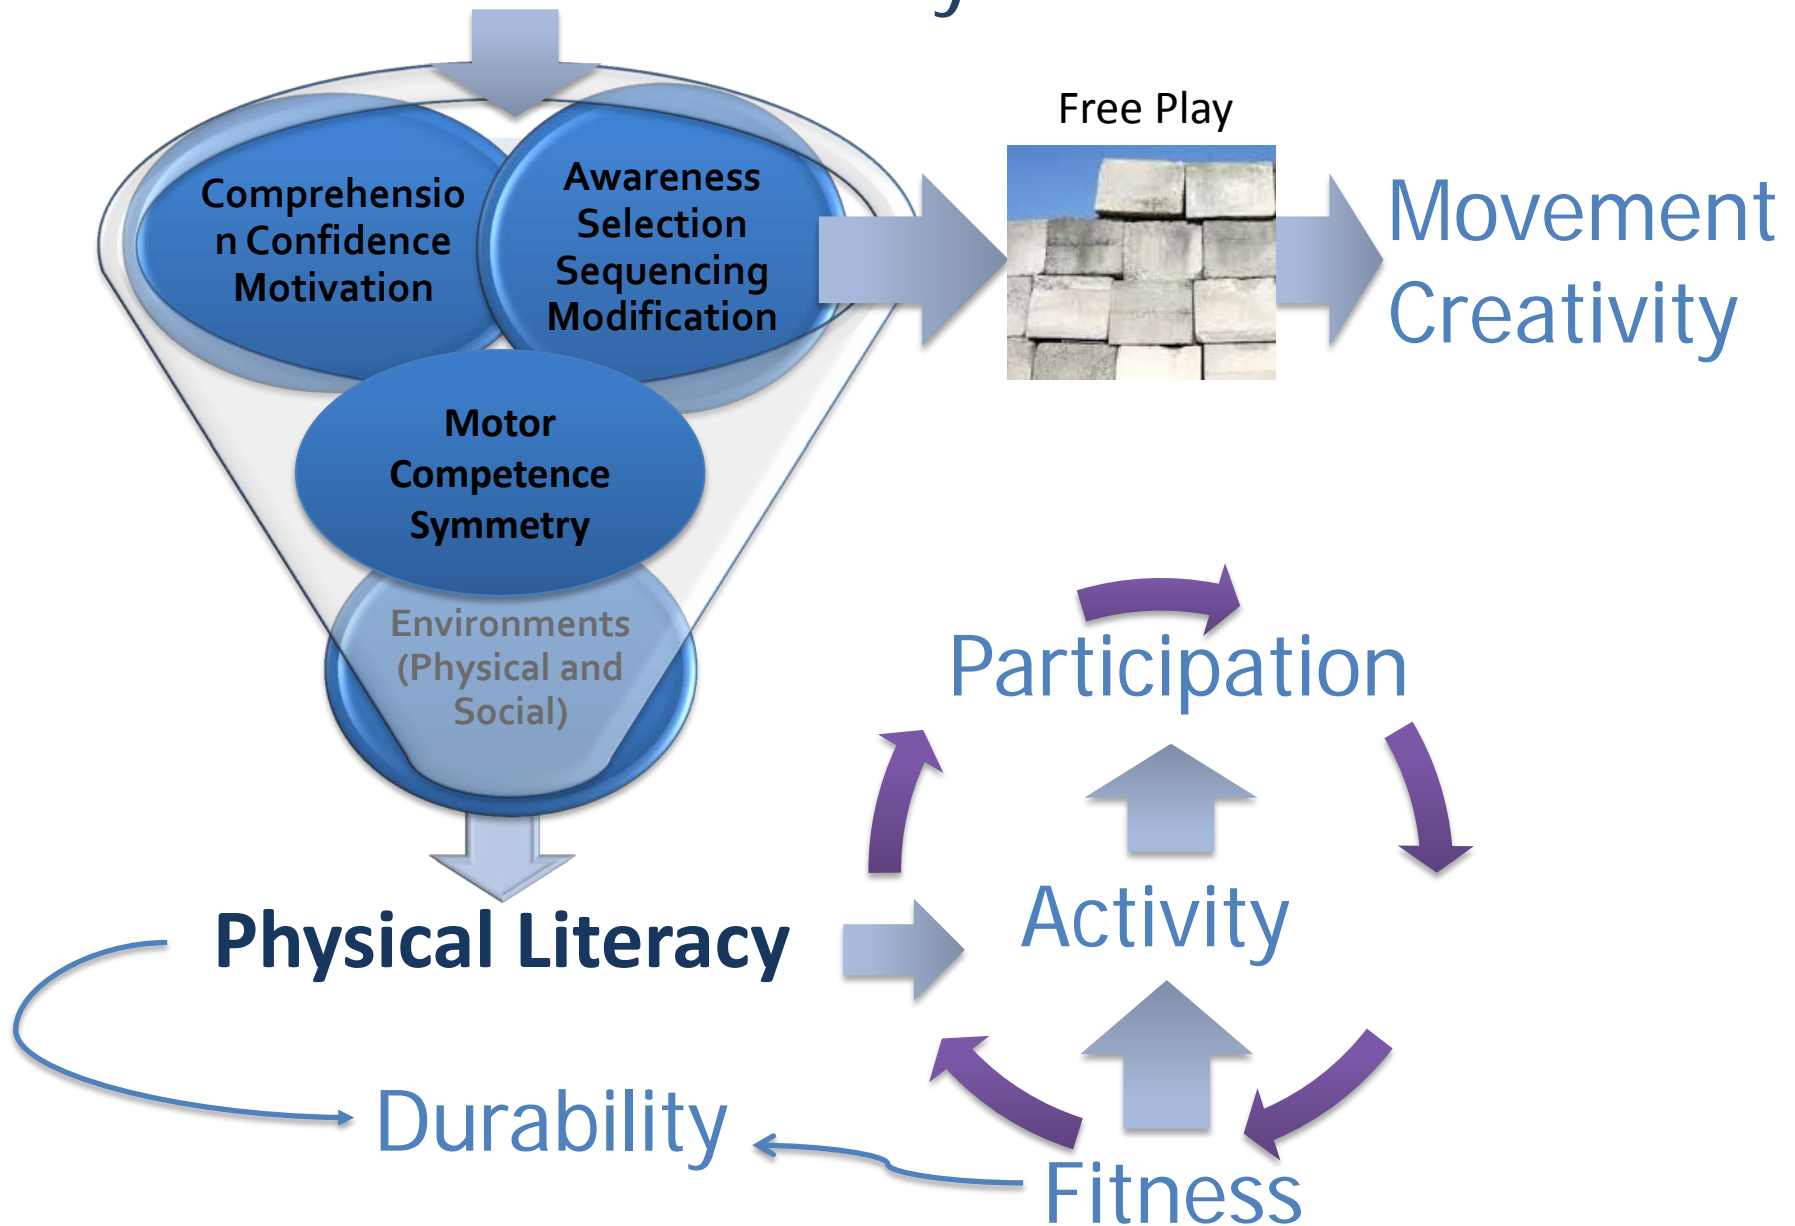 Free Play
Comprehensio
n Confidence
Motivation
Awareness
Selection
Sequencing
Modification
Movement
Creativity
Motor
Competence
Symmetry
Environments
(Physical and
Social)
Participation
Activity
Physical Literacy
Durability
Fitness